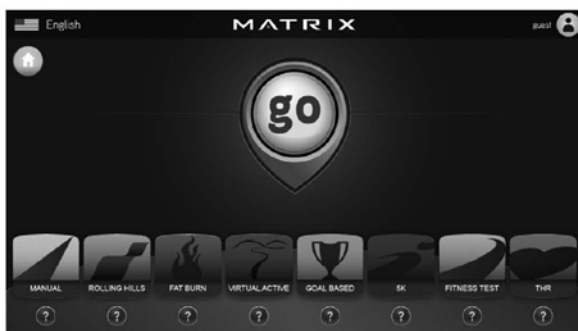 English MATRIX guest
go
MANUAL ROLLING HILLS FAT BURN VIRTUAL ACTIVE GOAL BASED 5K FITNESS TEST THR
? ? ? ? ? ? ? ?